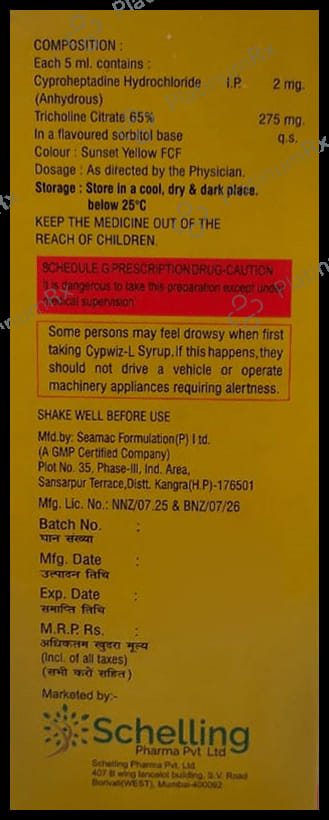 COMPOSITION :
Each 5 ml. contains :
Cyproheptadine Hydrochloride I.P. 2 mg.
(Anhydrous)
Tricholine Citrate 65% 275 mg.
In a flavoured sorbitol base q.s.
Colour : Sunset Yellow FCF
Dosage : As directed by the Physician.
Storage : Store in a cool, dry & dark place.
below 25°C
KEEP THE MEDICINE OUT OF THE
REACH OF CHILDREN.
SCHEDULE G PRESCRIPTION DRUG-CAUTION
It is dangerous to take this preparation except under
medical supervision
Some persons may feel drowsy when first
taking Cypwiz-L Syrup. If this happens, they
should not drive a vehicle or operate
machinery appliances requiring alertness.
SHAKE WELL BEFORE USE
Mfd.by: Seamac Formulation(P) Ltd.
(A GMP Certified Company)
Plot No. 35, Phase-III, Ind. Area,
Sansarpur Terrace,Distt. Kangra(H.P)-176501
Mfg. Lic. No.: NNZ/07.25 & BNZ/07/26
Batch No. :
घान संख्या
Mfg. Date :
उत्पादन तिथि
Exp. Date :
समाप्ति तिथि
M.R.P. Rs. :
अधिकतम खुदरा मूल्य
(Incl. of all taxes)
(सभी करों सहित)
Marketed by:-
Schelling
Pharma Pvt. Ltd
Schelling Pharma Pvt. Ltd.
407 B wing lancelot building, S.V. Road
Borivali(WEST), Mumbai-400092